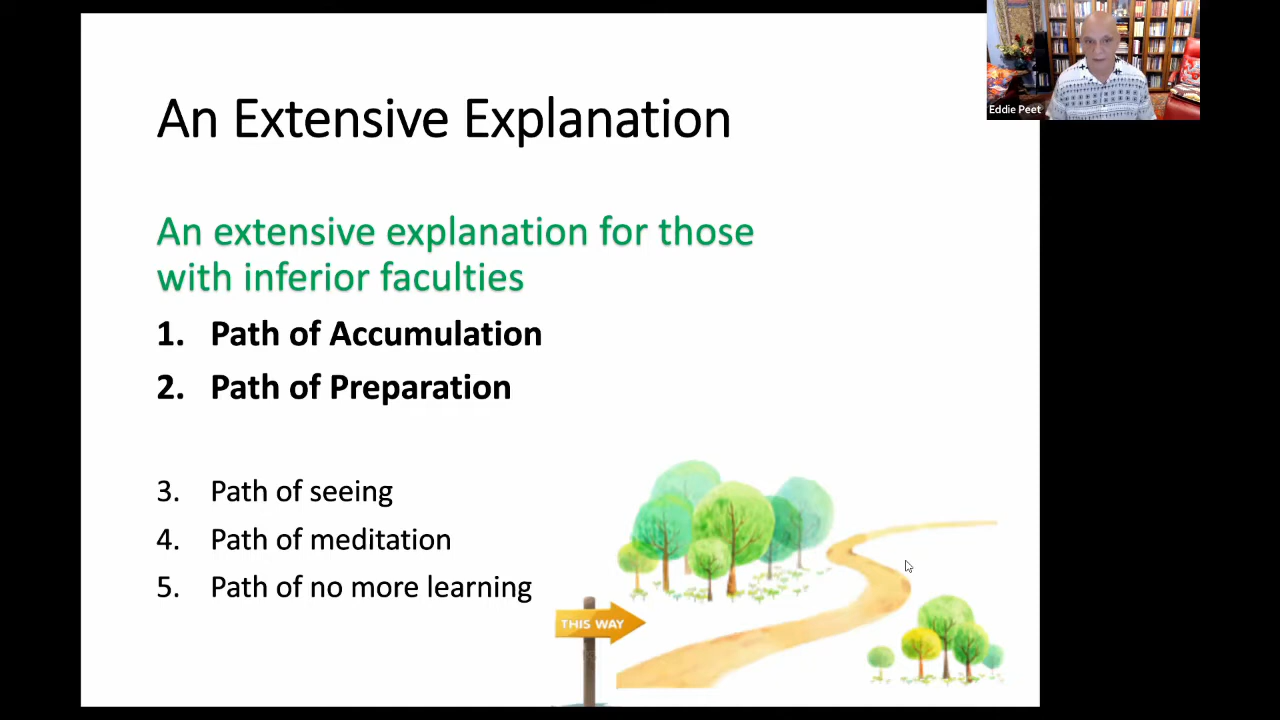 An Extensive Explanation
An extensive explanation for those
with inferior faculties
1. Path of Accumulation
2. Path of Preparation
3. Path of seeing
4. Path of meditation
5. Path of no more learning
THIS WAY
Eddie Peet